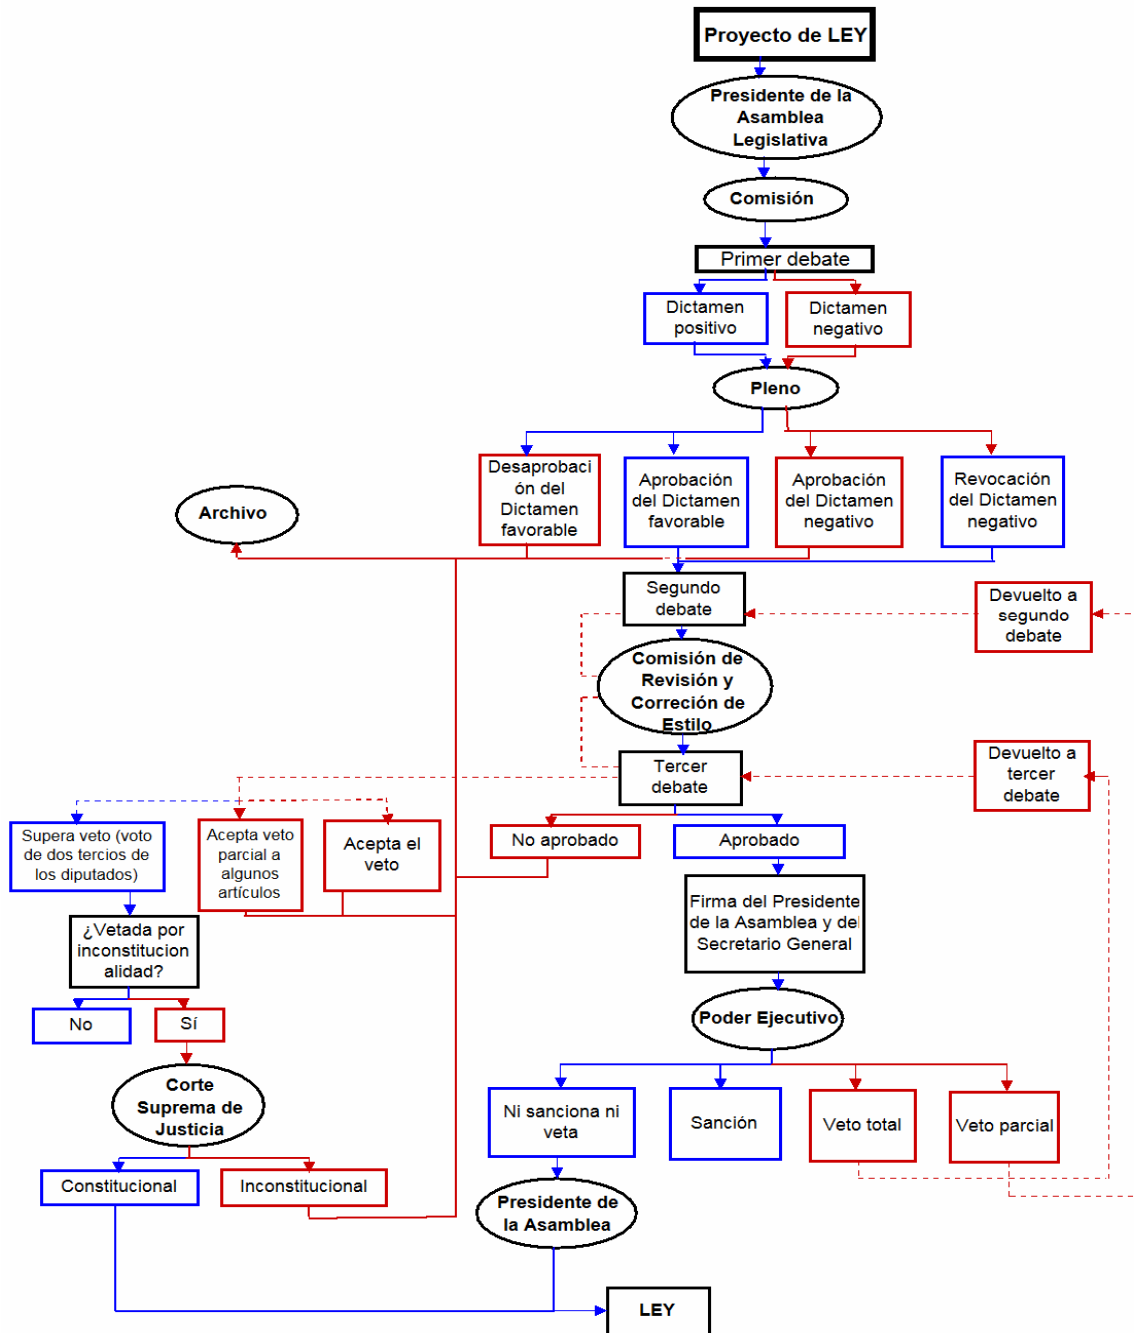 Proyecto de LEY
Presidente de la
Asamblea
Legislativa
Comisión
Primer debate
Dictamen
positivo
Dictamen
negativo
Pleno
Desaprobaci
ón del
Dictamen
favorable
Aprobación
del Dictamen
favorable
Aprobación
del Dictamen
negativo
Revocación
del Dictamen
negativo
Archivo
Segundo
debate
Devuelto a
segundo
debate
Comisión de
Revisión y
Correción de
Estilo
Tercer
debate
Devuelto a
tercer
debate
Supera veto (voto
de dos tercios de
los diputados)
Acepta veto
parcial a
algunos
artículos
Acepta el
veto
No aprobado
Aprobado
¿Vetada por
inconstitucion
alidad?
Firma del Presidente
de la Asamblea y del
Secretario General
No
Sí
Poder Ejecutivo
Corte
Suprema de
Justicia
Ni sanciona ni
veta
Sanción
Veto total
Veto parcial
Constitucional
Inconstitucional
Presidente de
la Asamblea
LEY